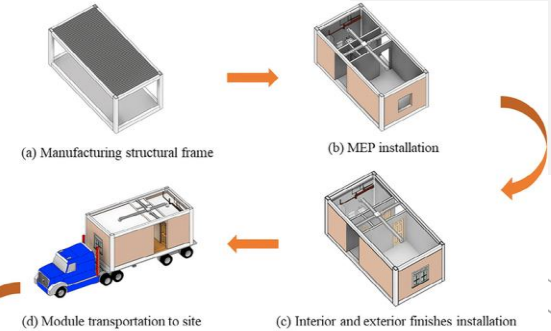 (a) Manufacturing structural frame
(b) MEP installation
(d) Module transportation to site
(c) Interior and exterior finishes installation